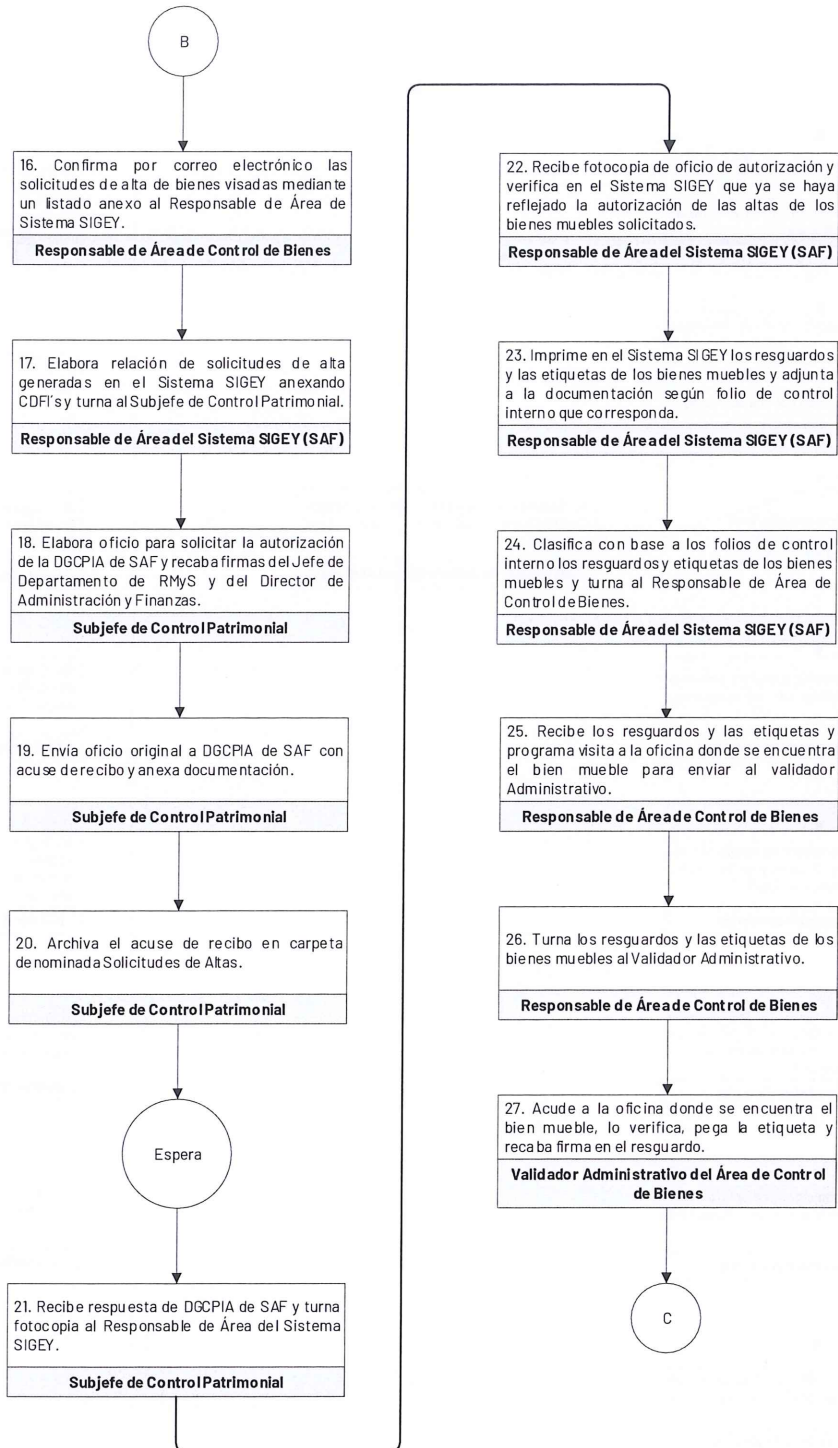 B
16. Confirma por correo electrónico las
solicitudes de alta de bienes visadas mediante
un listado anexo al Responsable de Área de
Sistema SIGEY.
Responsable de Área de Control de Bienes
17. Elabora relación de solicitudes de alta
generadas en el Sistema SIGEY anexando
CDFI's y turna al Subjefe de Control Patrimonial.
Responsable de Área del Sistema SIGEY (SAF)
18. Elabora oficio para solicitar la autorización
de la DGCPIA de SAF y recaba firmas del Jefe de
Departamento de RMyS y del Director de
Administración y Finanzas.
Subjefe de Control Patrimonial
19. Envía oficio original a DGCPIA de SAF con
acuse de recibo y anexa documentación.
Subjefe de Control Patrimonial
20. Archiva el acuse de recibo en carpeta
denominada Solicitudes de Altas.
Subjefe de Control Patrimonial
Espera
21. Recibe respuesta de DGCPIA de SAF y turna
fotocopia al Responsable de Área del Sistema
SIGEY.
Subjefe de Control Patrimonial
22. Recibe fotocopia de oficio de autorización y
verifica en el Sistema SIGEY que ya se haya
reflejado la autorización de las altas de los
bienes muebles solicitados.
Responsable de Área del Sistema SIGEY (SAF)
23. Imprime en el Sistema SIGEY los resguardos
y las etiquetas de los bienes muebles y adjunta
a la documentación según folio de control
interno que corresponda.
Responsable de Área del Sistema SIGEY (SAF)
24. Clasifica con base a los folios de control
interno los resguardos y etiquetas de los bienes
muebles y turna al Responsable de Área de
Control de Bienes.
Responsable de Área del Sistema SIGEY (SAF)
25. Recibe los resguardos y las etiquetas y
programa visita a la oficina donde se encuentra
el bien mueble para enviar al validador
Administrativo.
Responsable de Área de Control de Bienes
26. Turna los resguardos y las etiquetas de los
bienes muebles al Validador Administrativo.
Responsable de Área de Control de Bienes
27. Acude a la oficina donde se encuentra el
bien mueble, lo verifica, pega la etiqueta y
recaba firma en el resguardo.
Validador Administrativo del Área de Control
de Bienes
C